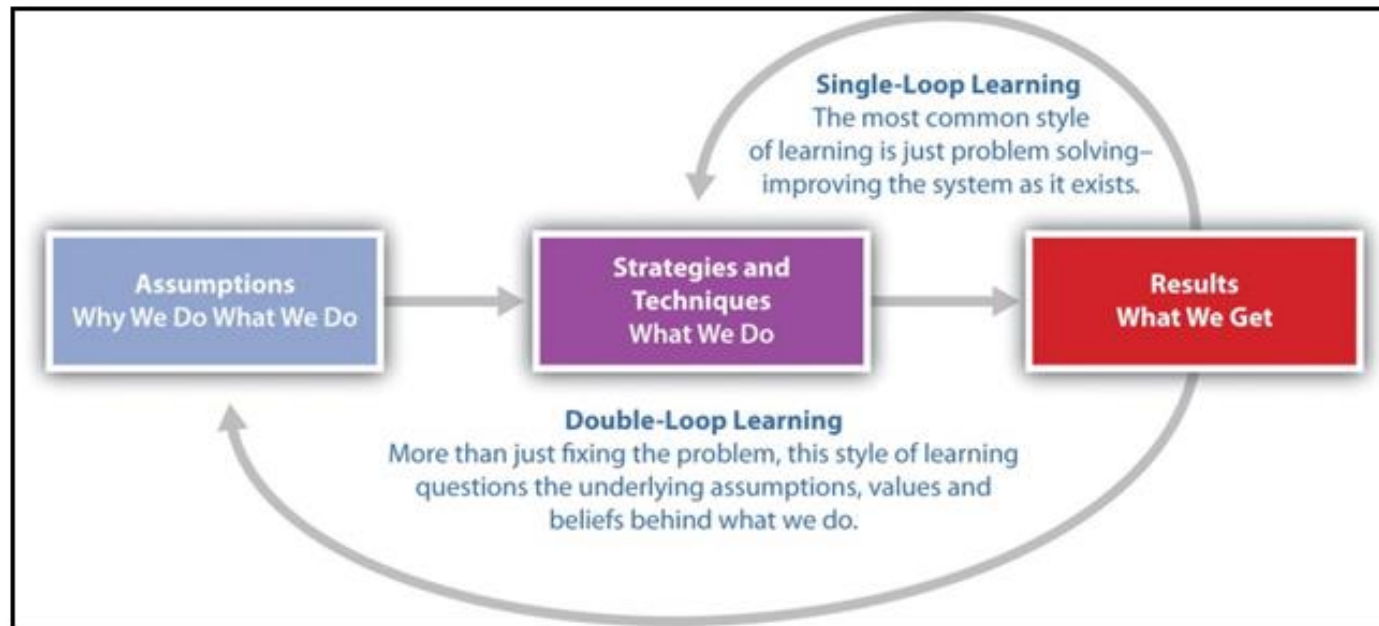 Single-Loop Learning
The most common style
of learning is just problem solving–
improving the system as it exists.
Assumptions
Why We Do What We Do
Strategies and
Techniques
What We Do
Results
What We Get
Double-Loop Learning
More than just fixing the problem, this style of learning
questions the underlying assumptions, values and
beliefs behind what we do.